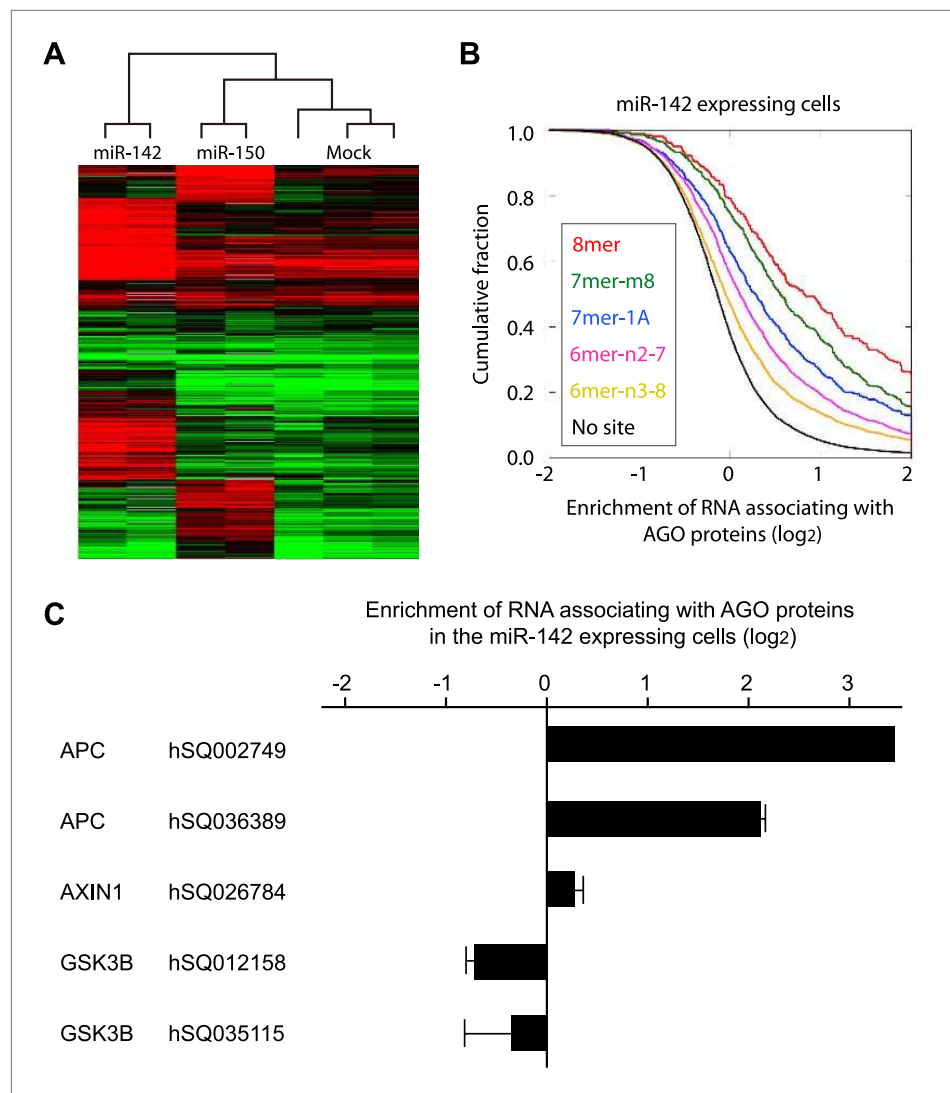 A
miR-142 miR-150 Mock
B
miR-142 expressing cells
1.0
0.8
0.6
0.4
0.2
0.0
Cumulative fraction
8mer
7mer-m8
7mer-1A
6mer-n2-7
6mer-n3-8
No site
-2 -1 0 1 2
Enrichment of RNA associating with
AGO proteins (log2)
C
Enrichment of RNA associating with AGO proteins
in the miR-142 expressing cells (log2)
-2 -1 0 1 2 3
APC hSQ002749
APC hSQ036389
AXIN1 hSQ026784
GSK3B hSQ012158
GSK3B hSQ035115